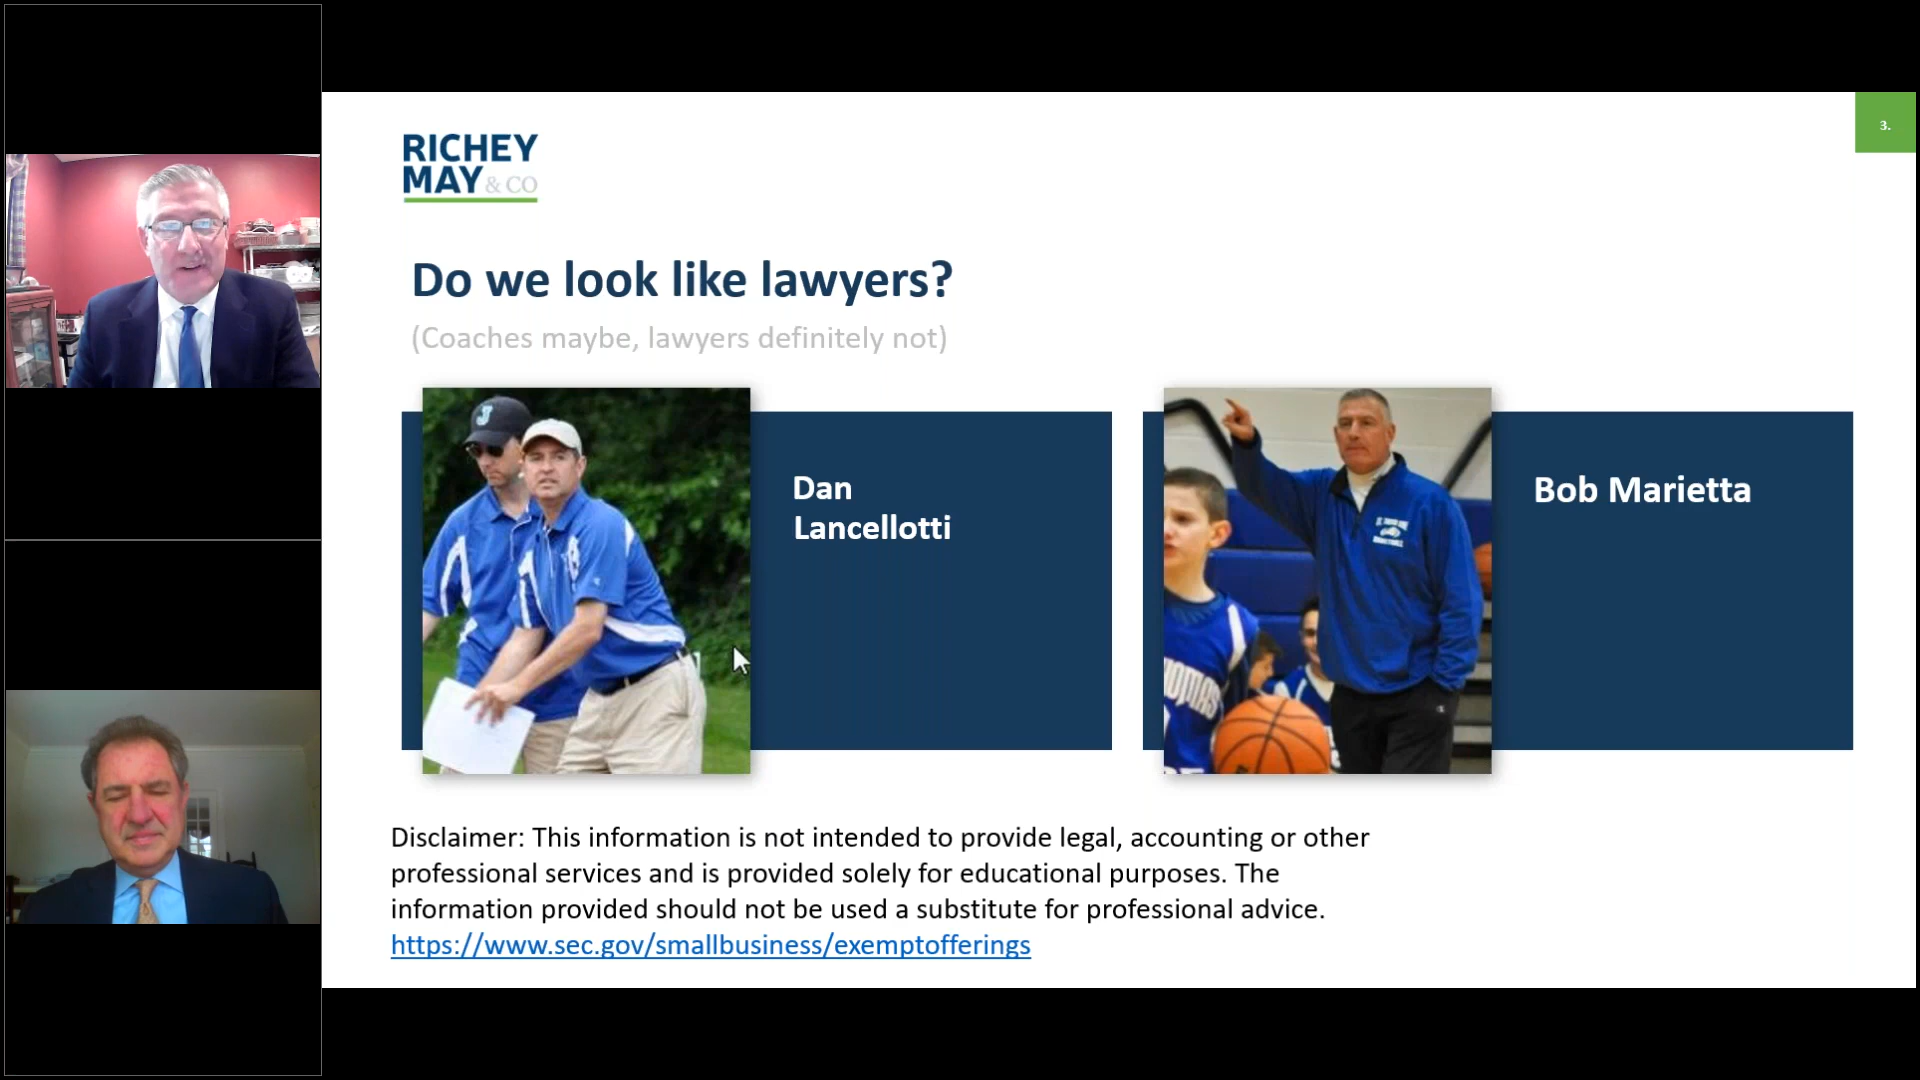 RICHEY
MAY & CO
3.
Do we look like lawyers?
(Coaches maybe, lawyers definitely not)
J
Dan
Lancellotti
Bob Marietta
Disclaimer: This information is not intended to provide legal, accounting or other
professional services and is provided solely for educational purposes. The
information provided should not be used a substitute for professional advice.
https://www.sec.gov/smallbusiness/exemptofferings